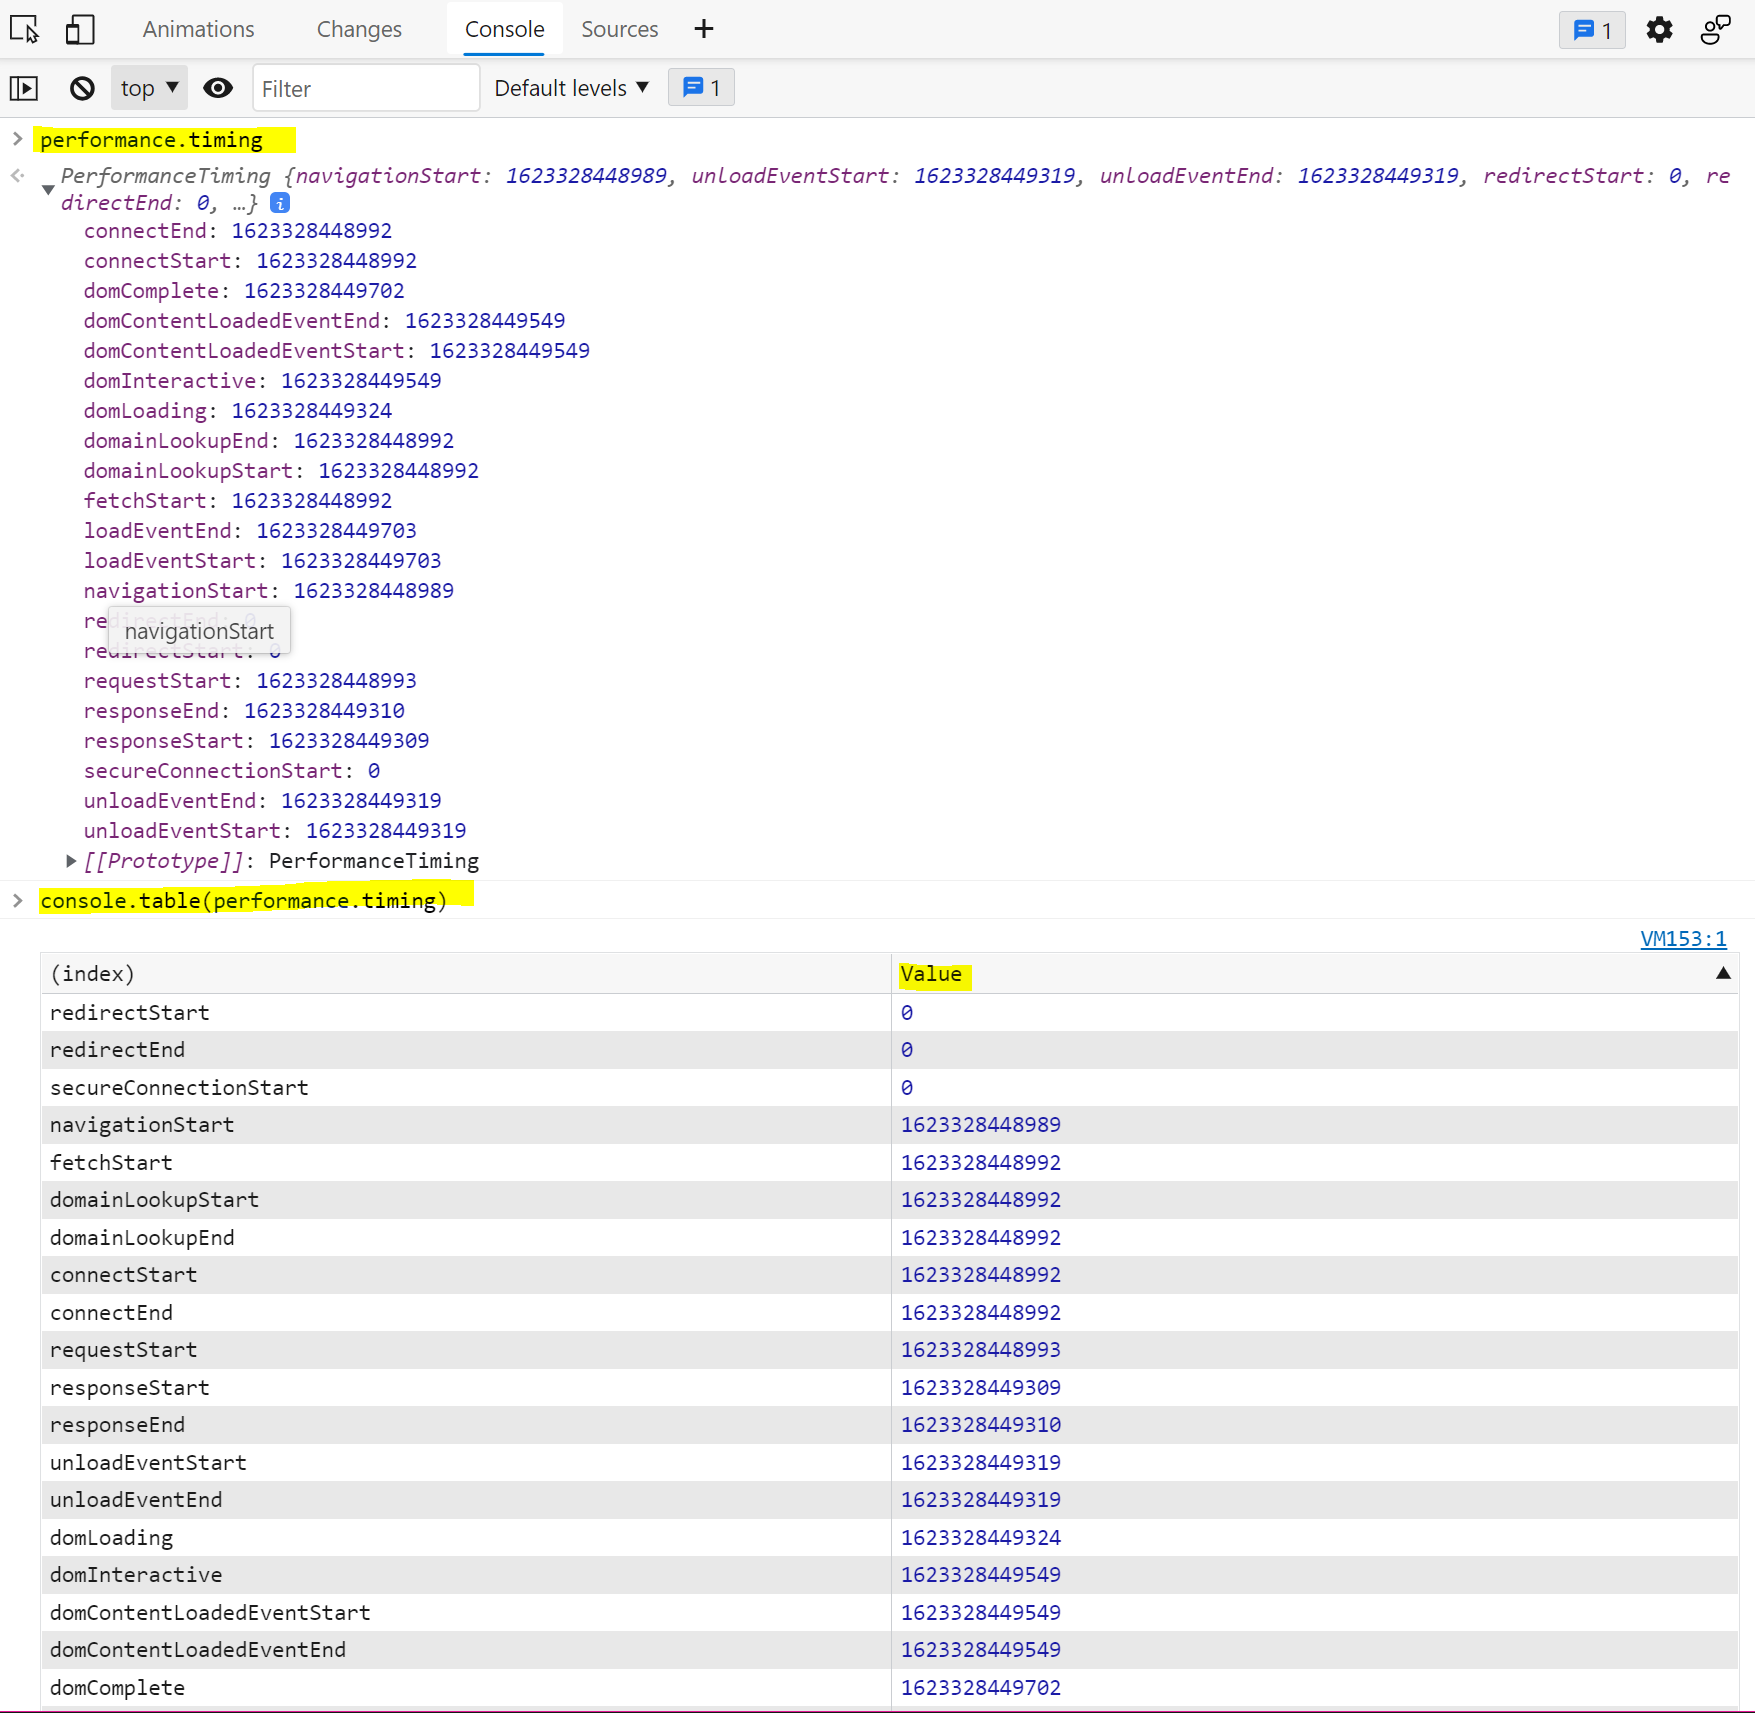 Animations Changes Console Sources + 1
top ▼ Filter Default levels ▼ 1
> performance.timing
PerformanceTiming {navigationStart: 1623328448989, unloadEventStart: 1623328449319, unloadEventEnd: 1623328449319, redirectStart: 0, re
directEnd: 0, …} i
connectEnd: 1623328448992
connectStart: 1623328448992
domComplete: 1623328449702
domContentLoadedEventEnd: 1623328449549
domContentLoadedEventStart: 1623328449549
domInteractive: 1623328449549
domLoading: 1623328449324
domainLookupEnd: 1623328448992
domainLookupStart: 1623328448992
fetchStart: 1623328448992
loadEventEnd: 1623328449703
loadEventStart: 1623328449703
navigationStart: 1623328448989
redirectEnd: 0
navigationStart
redirectStart: 0
requestStart: 1623328448993
responseEnd: 1623328449310
responseStart: 1623328449309
secureConnectionStart: 0
unloadEventEnd: 1623328449319
unloadEventStart: 1623328449319
[[Prototype]]: PerformanceTiming
> console.table(performance.timing)
VM153:1
(index) Value ▲
redirectStart 0
redirectEnd 0
secureConnectionStart 0
navigationStart 1623328448989
fetchStart 1623328448992
domainLookupStart 1623328448992
domainLookupEnd 1623328448992
connectStart 1623328448992
connectEnd 1623328448992
requestStart 1623328448993
responseStart 1623328449309
responseEnd 1623328449310
unloadEventStart 1623328449319
unloadEventEnd 1623328449319
domLoading 1623328449324
domInteractive 1623328449549
domContentLoadedEventStart 1623328449549
domContentLoadedEventEnd 1623328449549
domComplete 1623328449702